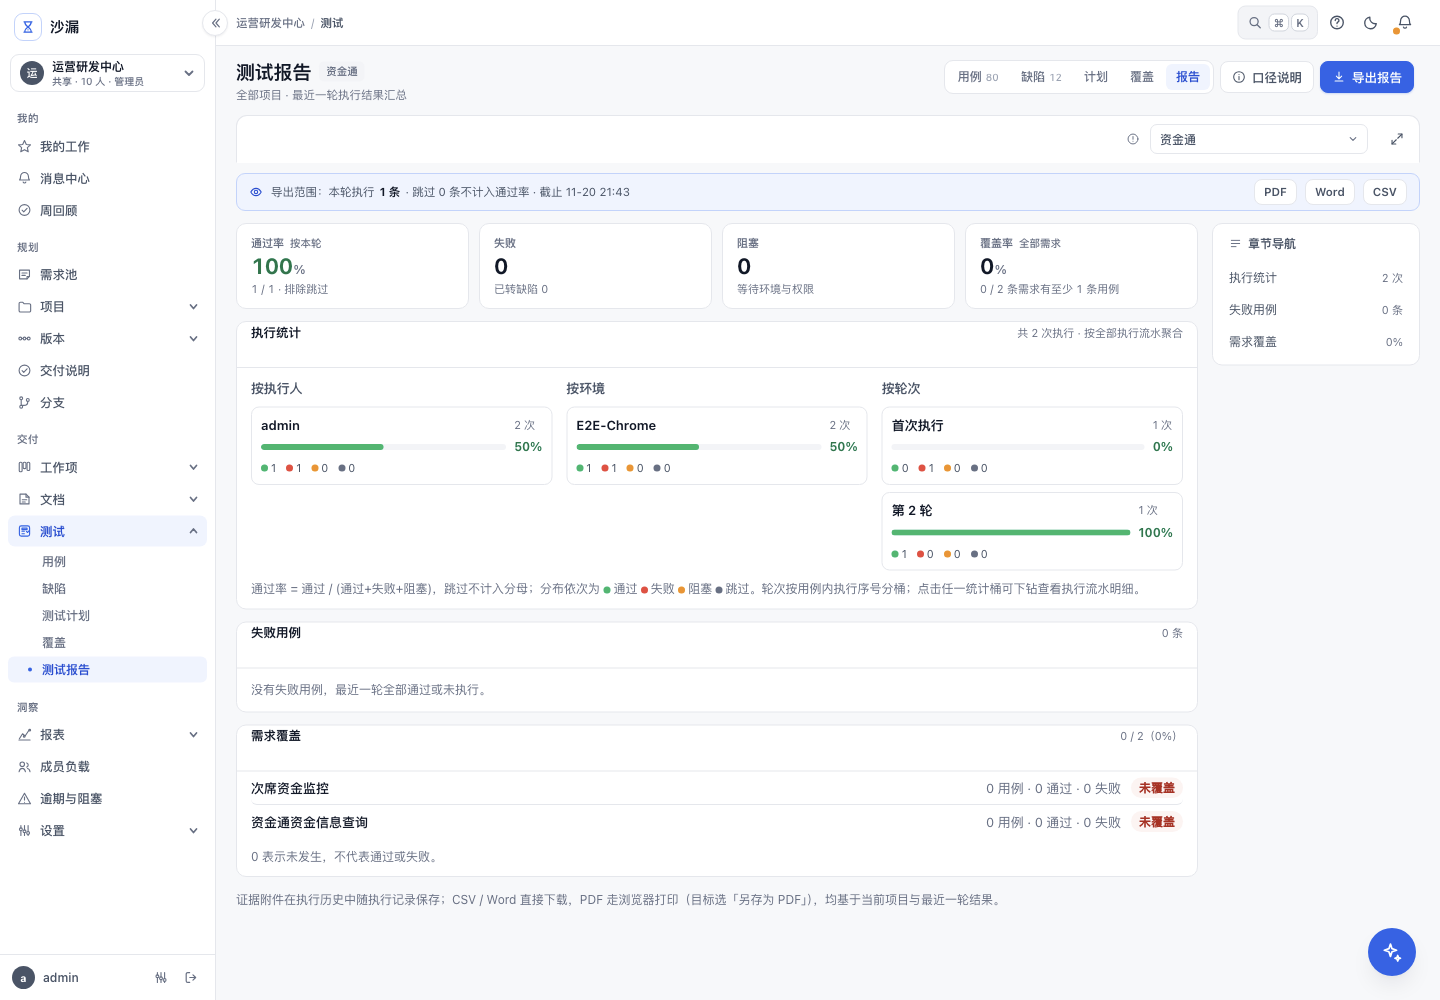 沙漏
运营研发中心 / 测试
⌘ K
运 运营研发中心
共享 · 10 人 · 管理员
我的
我的工作
消息中心
周回顾
规划
需求池
项目
版本
交付说明
分支
交付
工作项
文档
测试
用例
缺陷
测试计划
覆盖
测试报告
洞察
报表
成员负载
逾期与阻塞
设置
a admin
测试报告 资金通
全部项目 · 最近一轮执行结果汇总
用例 80 缺陷 12 计划 覆盖 报告 口径说明 导出报告
资金通
导出范围：本轮执行 1 条 · 跳过 0 条不计入通过率 · 截止 11-20 21:43 PDF Word CSV
通过率 按本轮
100%
1 / 1 · 排除跳过
失败
0
已转缺陷 0
阻塞
0
等待环境与权限
覆盖率 全部需求
0%
0 / 2 条需求有至少 1 条用例
章节导航
执行统计 2 次
失败用例 0 条
需求覆盖 0%
执行统计 共 2 次执行 · 按全部执行流水聚合
按执行人
admin 2 次
50%
1 1 0 0
按环境
E2E-Chrome 2 次
50%
1 1 0 0
按轮次
首次执行 1 次
0%
0 1 0 0
第 2 轮 1 次
100%
1 0 0 0
通过率 = 通过 / (通过+失败+阻塞)，跳过不计入分母；分布依次为 通过 失败 阻塞 跳过。轮次按用例内执行序号分桶；点击任一统计桶可下钻查看执行流水明细。
失败用例 0 条
没有失败用例，最近一轮全部通过或未执行。
需求覆盖 0 / 2（0%）
次席资金监控 0 用例 · 0 通过 · 0 失败 未覆盖
资金通资金信息查询 0 用例 · 0 通过 · 0 失败 未覆盖
0 表示未发生，不代表通过或失败。
证据附件在执行历史中随执行记录保存；CSV / Word 直接下载，PDF 走浏览器打印（目标选「另存为 PDF」），均基于当前项目与最近一轮结果。